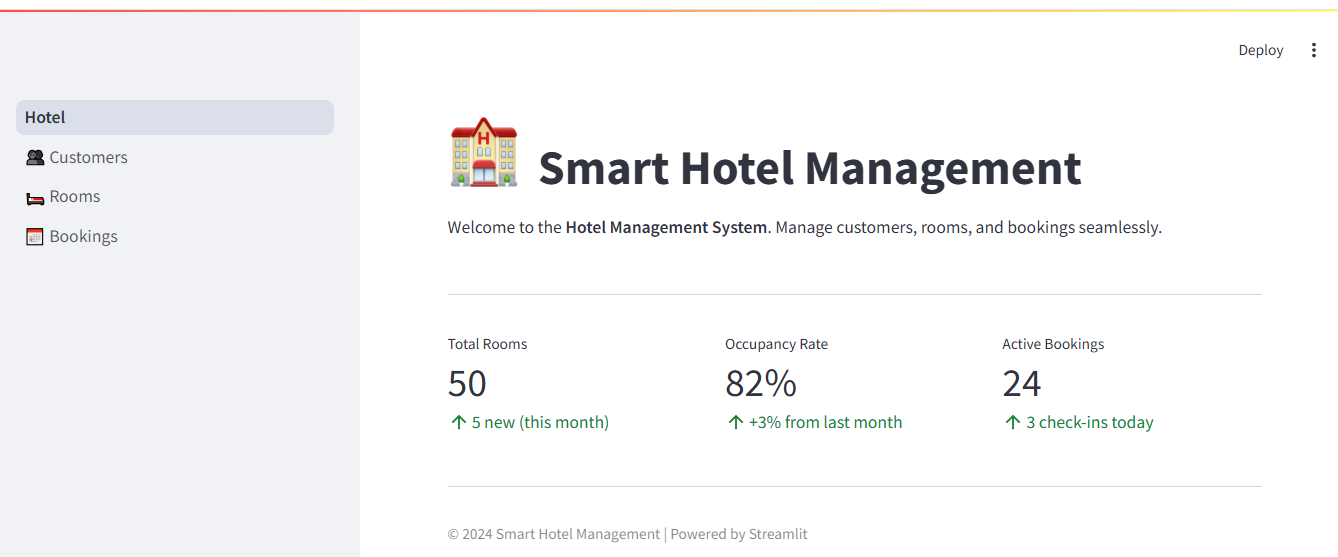 Deploy
Hotel
Customers
Rooms
Bookings
H
Smart Hotel Management
Welcome to the Hotel Management System. Manage customers, rooms, and bookings seamlessly.
Total Rooms
50
↑ 5 new (this month)
Occupancy Rate
82%
↑ +3% from last month
Active Bookings
24
↑ 3 check-ins today
© 2024 Smart Hotel Management | Powered by Streamlit